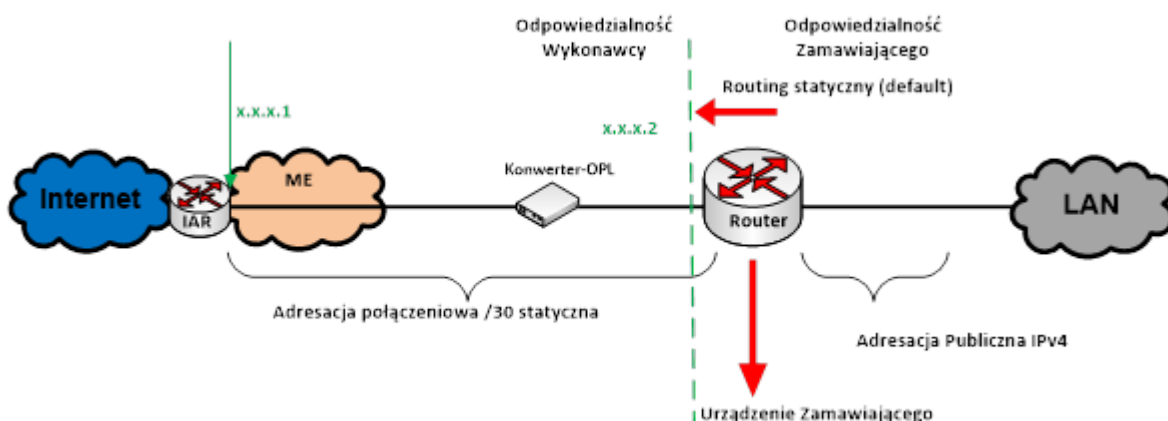 Odpowiedzialność
Wykonawcy
Odpowiedzialność
Zamawiającego
Routing statyczny (default)
x.x.x.1
x.x.x.2
Internet
IAR
ME
Konwerter-OPL
Router
LAN
Adresacja połączeniowa /30 statyczna
Adresacja Publiczna IPv4
Urządzenie Zamawiającego